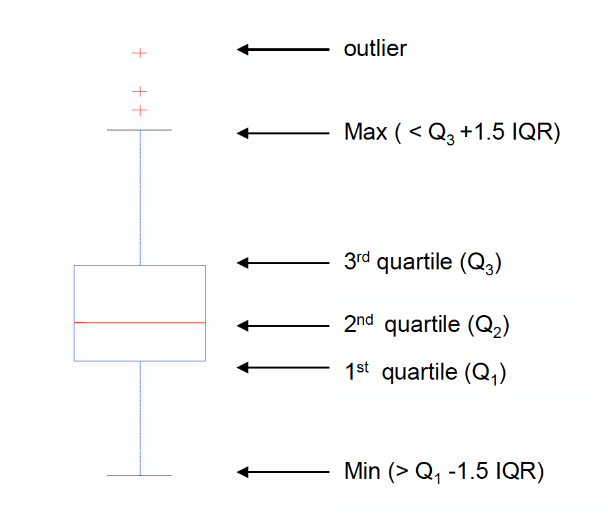 outlier
Max ( < Q₃ +1.5 IQR)
3rd quartile (Q₃)
2nd quartile (Q₂)
1st quartile (Q₁)
Min (> Q₁ -1.5 IQR)